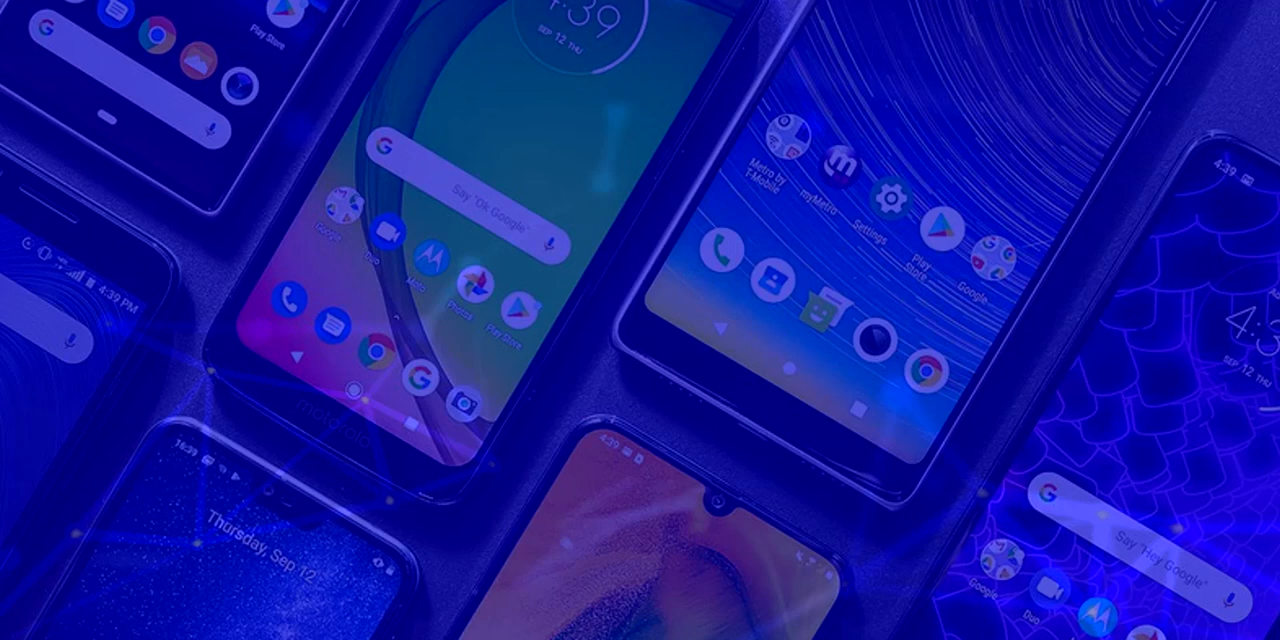 Play Store
4:39
SEP 12 THU
Say "Ok Google"
Google
Duo
Moto
Photos
Play Store
motorola
Metro by
T-Mobile
myMetro
Settings
Play
Store
Google
4:39 PM
4:39
SEP 12 THU
4:39
Thursday, Sep 12
4:39
Say "Hey Google"
Google
Duo